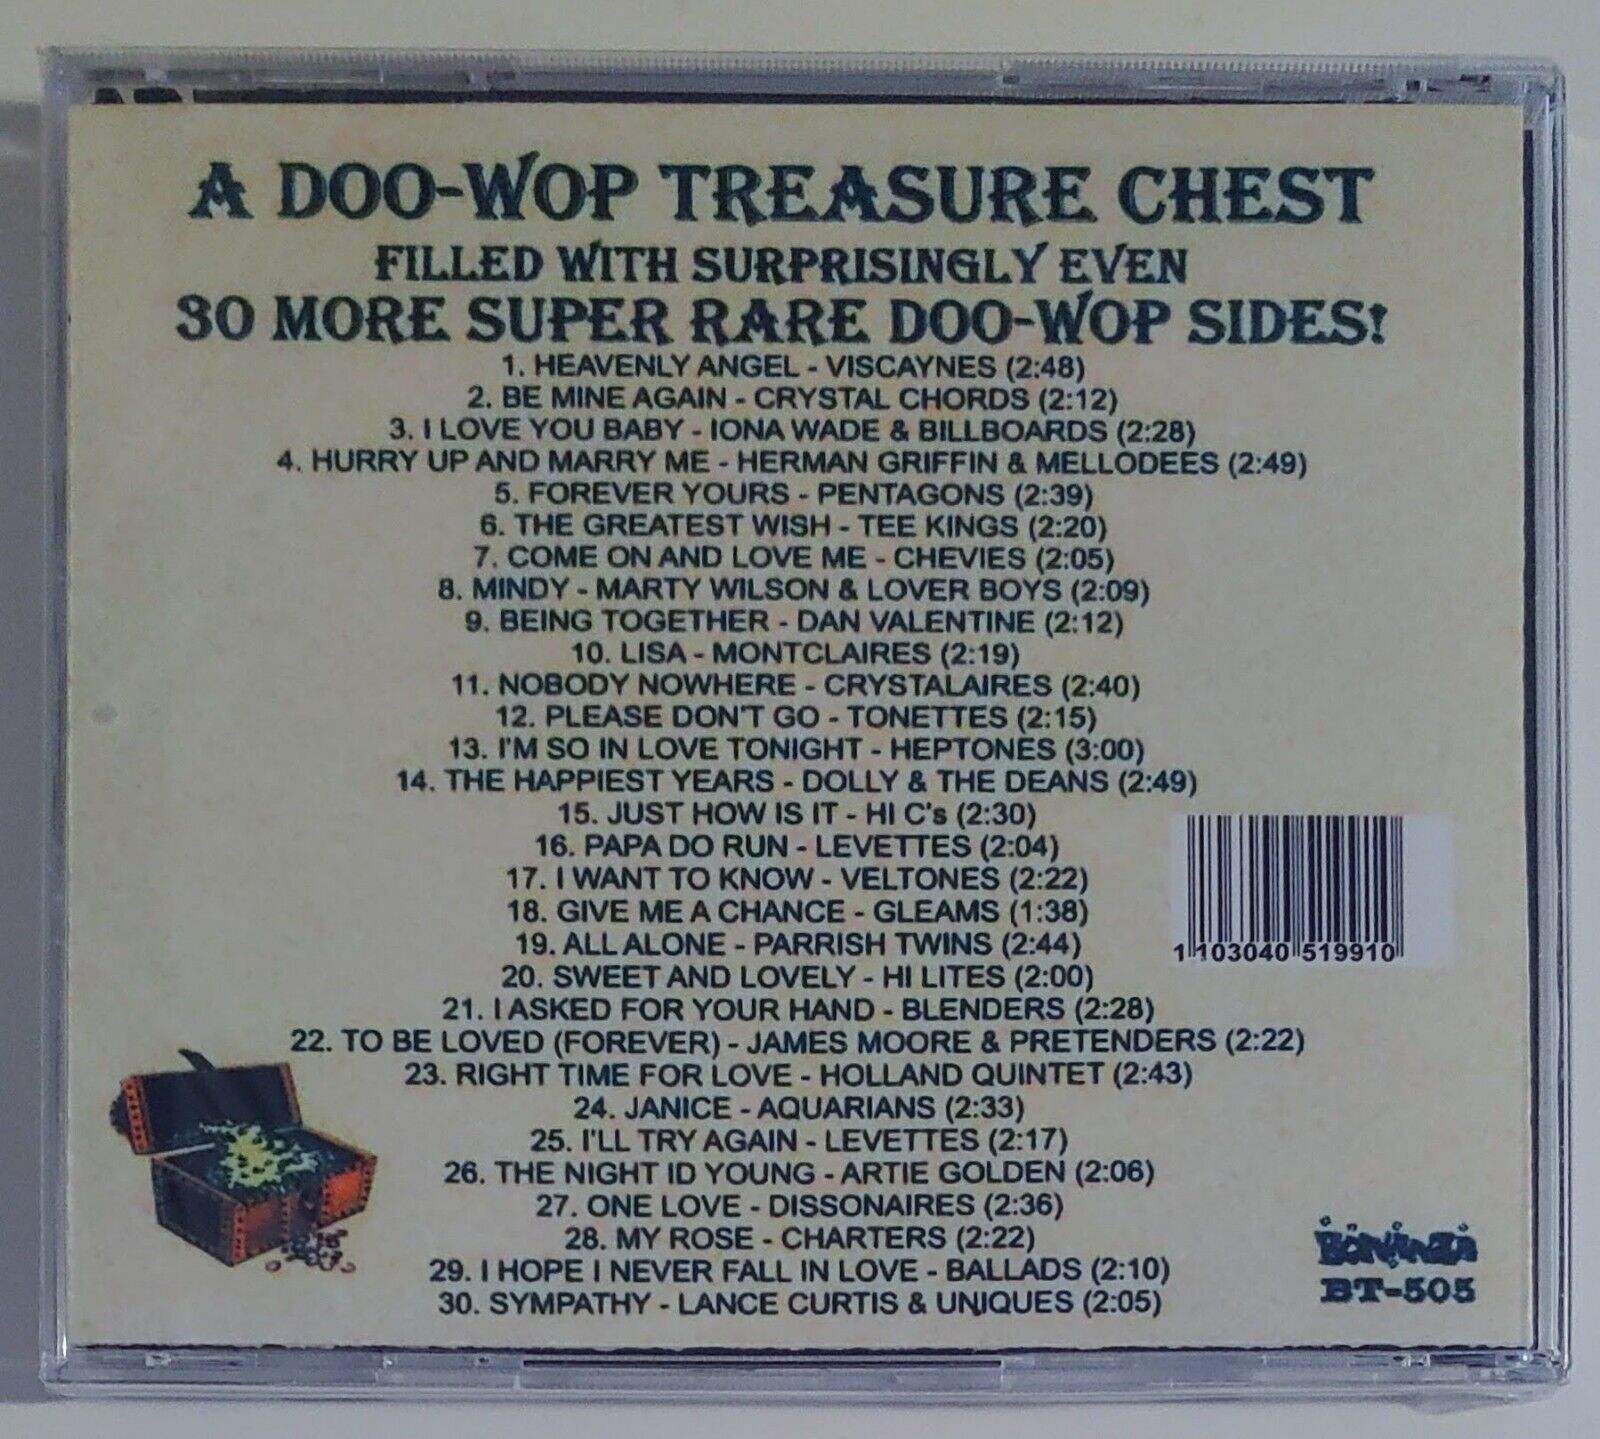 A DOO-WOP TREASURE CHEST
FILLED WITH SURPRISINGLY EVEN
30 MORE SUPER RARE DOO-WOP SIDES!
1. HEAVENLY ANGEL - VISCAYNES (2:48)
2. BE MINE AGAIN - CRYSTAL CHORDS (2:12)
3. I LOVE YOU BABY - IONA WADE & BILLBOARDS (2:28)
4. HURRY UP AND MARRY ME - HERMAN GRIFFIN & MELLODEES (2:49)
5. FOREVER YOURS - PENTAGONS (2:39)
6. THE GREATEST WISH - TEE KINGS (2:20)
7. COME ON AND LOVE ME - CHEVIES (2:05)
8. MINDY - MARTY WILSON & LOVER BOYS (2:09)
9. BEING TOGETHER - DAN VALENTINE (2:12)
10. LISA - MONTCLAIRES (2:19)
11. NOBODY NOWHERE - CRYSTALAIRES (2:40)
12. PLEASE DON'T GO - TONETTES (2:15)
13. I'M SO IN LOVE TONIGHT - HEPTONES (3:00)
14. THE HAPPIEST YEARS - DOLLY & THE DEANS (2:49)
15. JUST HOW IS IT - HI C's (2:30)
16. PAPA DO RUN - LEVETTES (2:04)
17. I WANT TO KNOW - VELTONES (2:22)
18. GIVE ME A CHANCE - GLEAMS (1:38)
19. ALL ALONE - PARRISH TWINS (2:44)
20. SWEET AND LOVELY - HI LITES (2:00)
21. I ASKED FOR YOUR HAND - BLENDERS (2:28)
22. TO BE LOVED (FOREVER) - JAMES MOORE & PRETENDERS (2:22)
23. RIGHT TIME FOR LOVE - HOLLAND QUINTET (2:43)
24. JANICE - AQUARIANS (2:33)
25. I'LL TRY AGAIN - LEVETTES (2:17)
26. THE NIGHT ID YOUNG - ARTIE GOLDEN (2:06)
27. ONE LOVE - DISSONAIRES (2:36)
28. MY ROSE - CHARTERS (2:22)
29. I HOPE I NEVER FALL IN LOVE - BALLADS (2:10)
30. SYMPATHY - LANCE CURTIS & UNIQUES (2:05)
1 103040 519910
Bonanza
BT-505